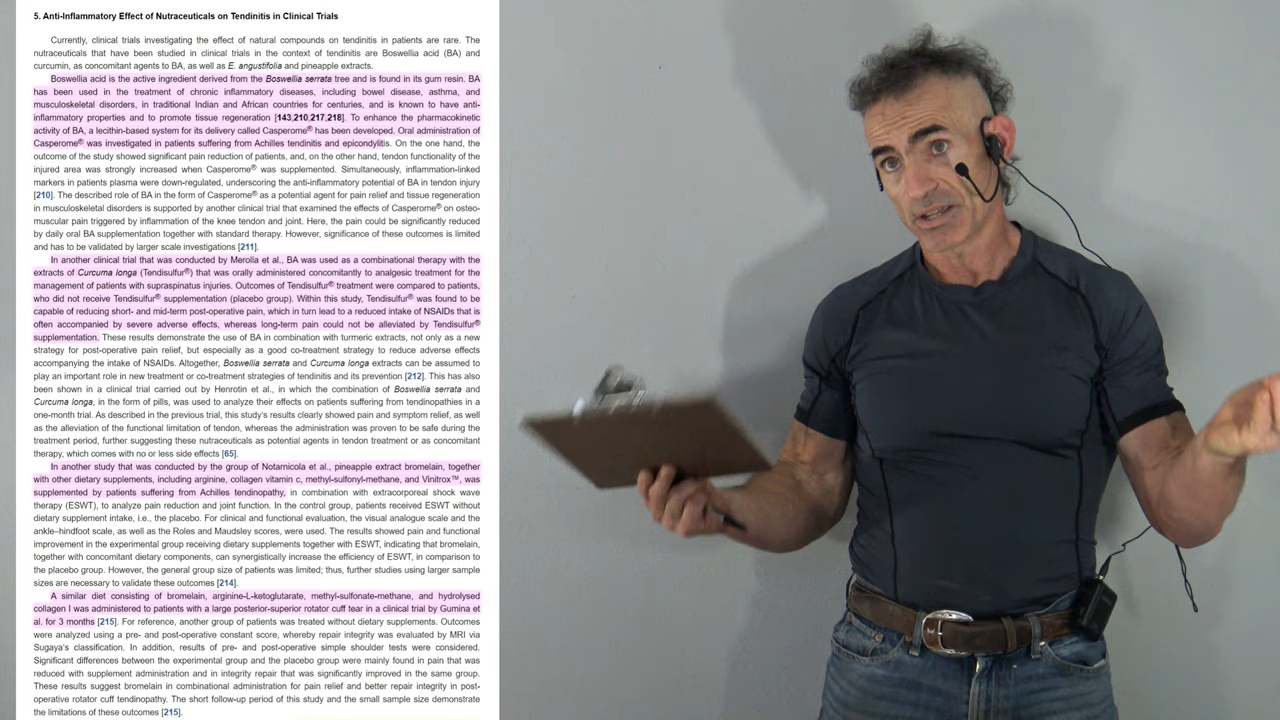 5. Anti-Inflammatory Effect of Nutraceuticals on Tendinitis in Clinical Trials
Currently, clinical trials investigating the effect of natural compounds on tendinitis in patients are rare. The
nutraceuticals that have been studied in clinical trials in the context of tendinitis are Boswellia acid (BA) and
curcumin, as concomitant agents to BA, as well as E. angustifolia and pineapple extracts.
Boswellia acid is the active ingredient derived from the Boswellia serrata tree and is found in its gum resin. BA
has been used in the treatment of chronic inflammatory diseases, including bowel disease, asthma, and
musculoskeletal disorders, in traditional Indian and African countries for centuries, and is known to have anti-
inflammatory properties and to promote tissue regeneration [143,210,217,218]. To enhance the pharmacokinetic
activity of BA, a lecithin-based system for its delivery called Casperome® has been developed. Oral administration of
Casperome® was investigated in patients suffering from Achilles tendinitis and epicondylitis. On the one hand, the
outcome of the study showed significant pain reduction of patients, and, on the other hand, tendon functionality of the
injured area was strongly increased when Casperome® was supplemented. Simultaneously, inflammation-linked
markers in patients plasma were down-regulated, underscoring the anti-inflammatory potential of BA in tendon injury
[210]. The described role of BA in the form of Casperome® as a potential agent for pain relief and tissue regeneration
in musculoskeletal disorders is supported by another clinical trial that examined the effects of Casperome® on osteo-
muscular pain triggered by inflammation of the knee tendon and joint. Here, the pain could be significantly reduced
by daily oral BA supplementation together with standard therapy. However, significance of these outcomes is limited
and has to be validated by larger scale investigations [211].
In another clinical trial that was conducted by Merolla et al., BA was used as a combinational therapy with the
extracts of Curcuma longa (Tendisulfur®) that was orally administered concomitantly to analgesic treatment for the
management of patients with supraspinatus injuries. Outcomes of Tendisulfur® treatment were compared to patients,
who did not receive Tendisulfur® supplementation (placebo group). Within this study, Tendisulfur® was found to be
capable of reducing short- and mid-term post-operative pain, which in turn lead to a reduced intake of NSAIDs that is
often accompanied by severe adverse effects, whereas long-term pain could not be alleviated by Tendisulfur®
supplementation. These results demonstrate the use of BA in combination with turmeric extracts, not only as a new
strategy for post-operative pain relief, but especially as a good co-treatment strategy to reduce adverse effects
accompanying the intake of NSAIDs. Altogether, Boswellia serrata and Curcuma longa extracts can be assumed to
play an important role in new treatment or co-treatment strategies of tendinitis and its prevention [212]. This has also
been shown in a clinical trial carried out by Henrotin et al., in which the combination of Boswellia serrata and
Curcuma longa, in the form of pills, was used to analyze their effects on patients suffering from tendinopathies in a
one-month trial. As described in the previous trial, this study's results clearly showed pain and symptom relief, as well
as the alleviation of the functional limitation of tendon, whereas the administration was proven to be safe during the
treatment period, further suggesting these nutraceuticals as potential agents in tendon treatment or as concomitant
therapy, which comes with no or less side effects [65].
In another study that was conducted by the group of Notarnicola et al., pineapple extract bromelain, together
with other dietary supplements, including arginine, collagen vitamin c, methyl-sulfonyl-methane, and Vinitrox™, was
supplemented by patients suffering from Achilles tendinopathy, in combination with extracorporeal shock wave
therapy (ESWT), to analyze pain reduction and joint function. In the control group, patients received ESWT without
dietary supplement intake, i.e., the placebo. For clinical and functional evaluation, the visual analogue scale and the
ankle–hindfoot scale, as well as the Roles and Maudsley scores, were used. The results showed pain and functional
improvement in the experimental group receiving dietary supplements together with ESWT, indicating that bromelain,
together with concomitant dietary components, can synergistically increase the efficiency of ESWT, in comparison to
the placebo group. However, the general group size of patients was limited; thus, further studies using larger sample
sizes are necessary to validate these outcomes [214].
A similar diet consisting of bromelain, arginine-L-ketoglutarate, methyl-sulfonate-methane, and hydrolysed
collagen I was administered to patients with a large posterior-superior rotator cuff tear in a clinical trial by Gumina et
al. for 3 months [215]. For reference, another group of patients was treated without dietary supplements. Outcomes
were analyzed using a pre- and post-operative constant score, whereby repair integrity was evaluated by MRI via
Sugaya's classification. In addition, results of pre- and post-operative simple shoulder tests were considered.
Significant differences between the experimental group and the placebo group were mainly found in pain that was
reduced with supplement administration and in integrity repair that was significantly improved in the same group.
These results suggest bromelain in combinational administration for pain relief and better repair integrity in post-
operative rotator cuff tendinopathy. The short follow-up period of this study and the small sample size demonstrate
the limitations of these outcomes [215].